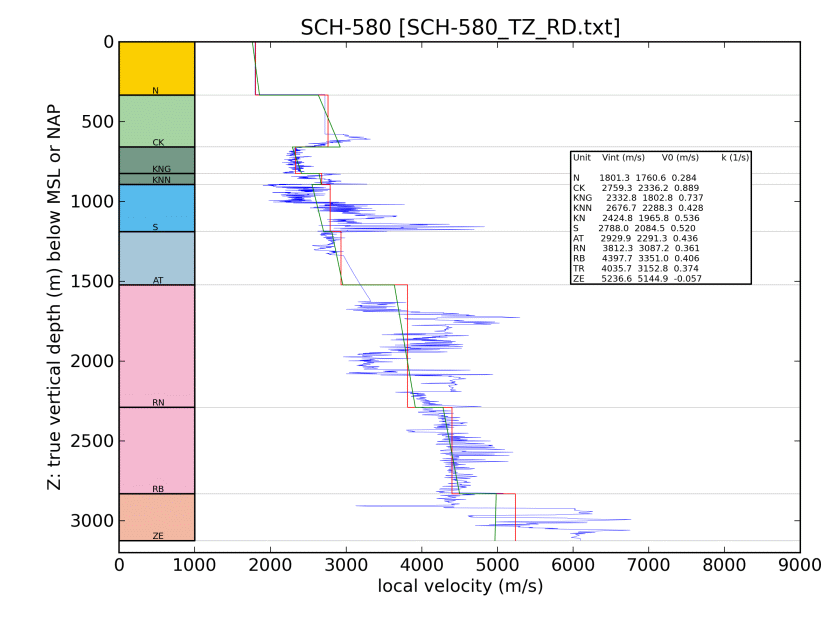 SCH-580 [SCH-580_TZ_RD.txt]
Z: true vertical depth (m) below MSL or NAP
0
500
1000
1500
2000
2500
3000
N
CK
KNG
KNN
S
AT
RN
RB
ZE
Unit Vint (m/s) V0 (m/s) k (1/s)
N 1801.3 1760.6 0.284
CK 2759.3 2336.2 0.889
KNG 2332.8 1802.8 0.737
KNN 2676.7 2288.3 0.428
KN 2424.8 1965.8 0.536
S 2788.0 2084.5 0.520
AT 2929.9 2291.3 0.436
RN 3812.3 3087.2 0.361
RB 4397.7 3351.0 0.406
TR 4035.7 3152.8 0.374
ZE 5236.6 5144.9 -0.057
0 1000 2000 3000 4000 5000 6000 7000 8000 9000
local velocity (m/s)